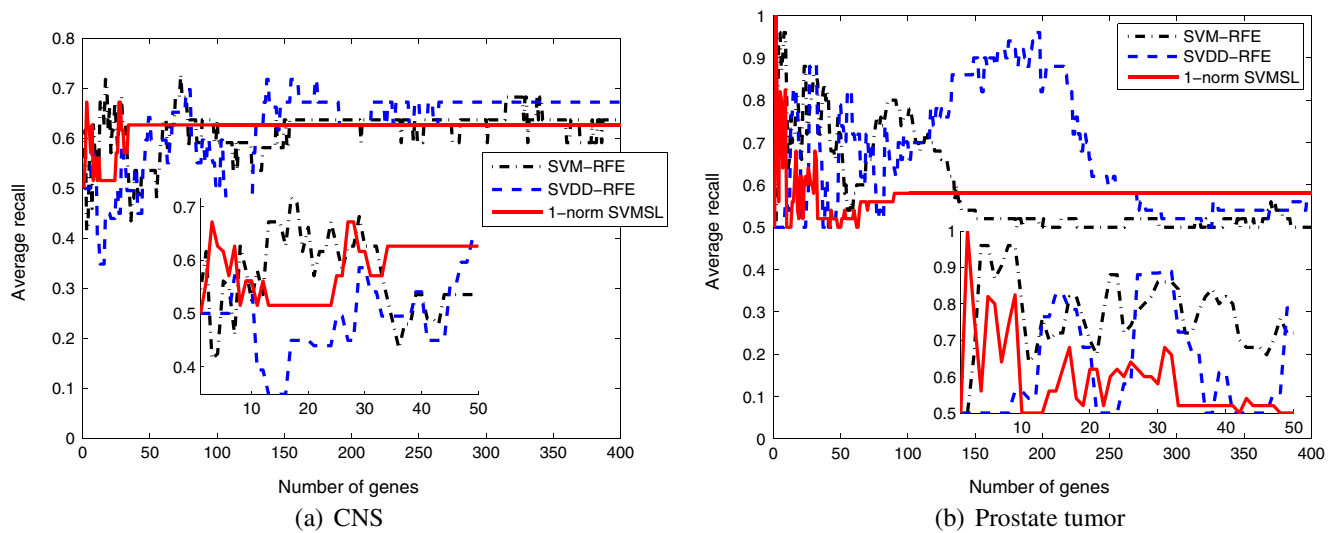 0.8
0.7
0.6
0.5
0.4
0.3
0.2
0.1
0
Average recall
0 50 100 150 200 250 300 350 400
Number of genes
SVM−RFE
SVDD−RFE
1−norm SVMSL
0.7
0.6
0.5
0.4
10 20 30 40 50
(a) CNS
1
0.9
0.8
0.7
0.6
0.5
0.4
0.3
0.2
0.1
0
Average recall
0 50 100 150 200 250 300 350 400
Number of genes
SVM−RFE
SVDD−RFE
1−norm SVMSL
1
0.9
0.8
0.7
0.6
0.5
10 20 30 40 50
(b) Prostate tumor